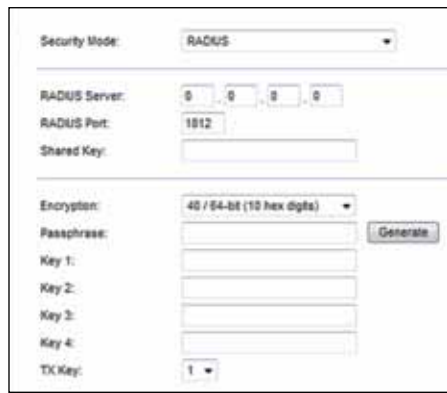 Security Mode: RADIUS
RADIUS Server: 0 . 0 . 0 . 0
RADIUS Port: 1812
Shared Key:
Encryption: 40 / 64-bit (10 hex digits)
Passphrase: Generate
Key 1:
Key 2:
Key 3:
Key 4:
TX Key: 1